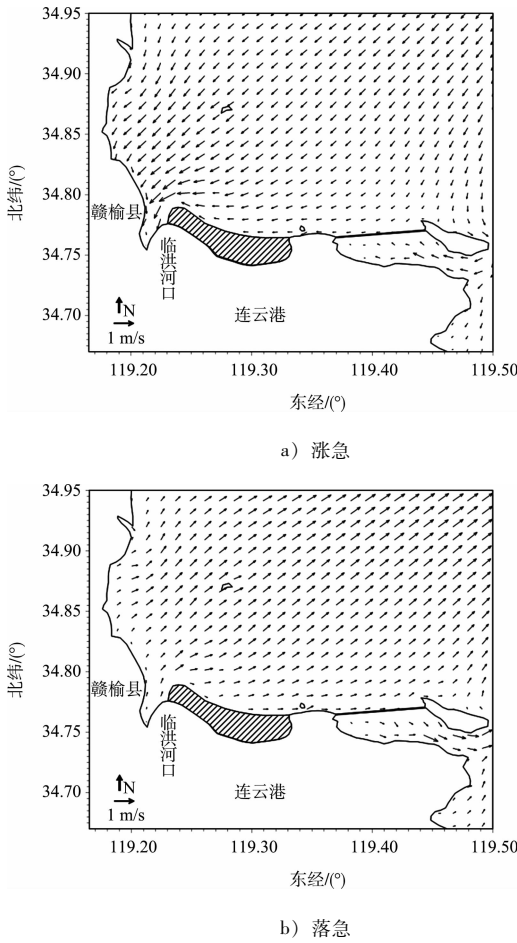 34.95
34.90
34.85
34.80
34.75
34.70
北纬/(°)
赣榆县
临洪河口
连云港
N
1 m/s
119.20 119.30 119.40 119.50
东经/(°)
a) 涨急
34.95
34.90
34.85
34.80
34.75
34.70
北纬/(°)
赣榆县
临洪河口
连云港
N
1 m/s
119.20 119.30 119.40 119.50
东经/(°)
b) 落急